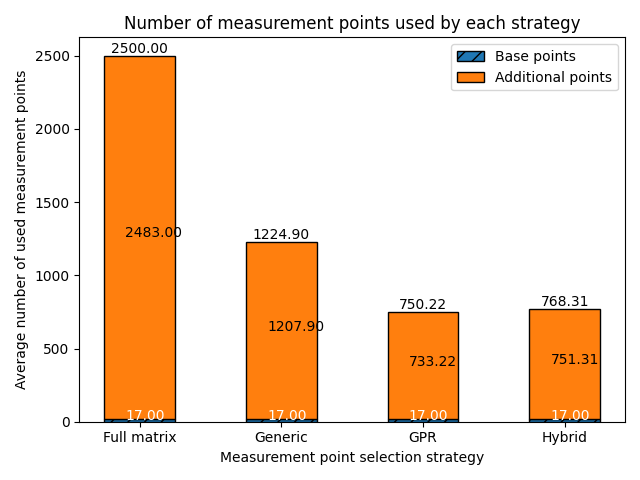 Number of measurement points used by each strategy
Average number of used measurement points
2500
2000
1500
1000
500
0
Base points
Additional points
2500.00
2483.00
17.00
1224.90
1207.90
17.00
750.22
733.22
17.00
768.31
751.31
17.00
Full matrix
Generic
GPR
Hybrid
Measurement point selection strategy